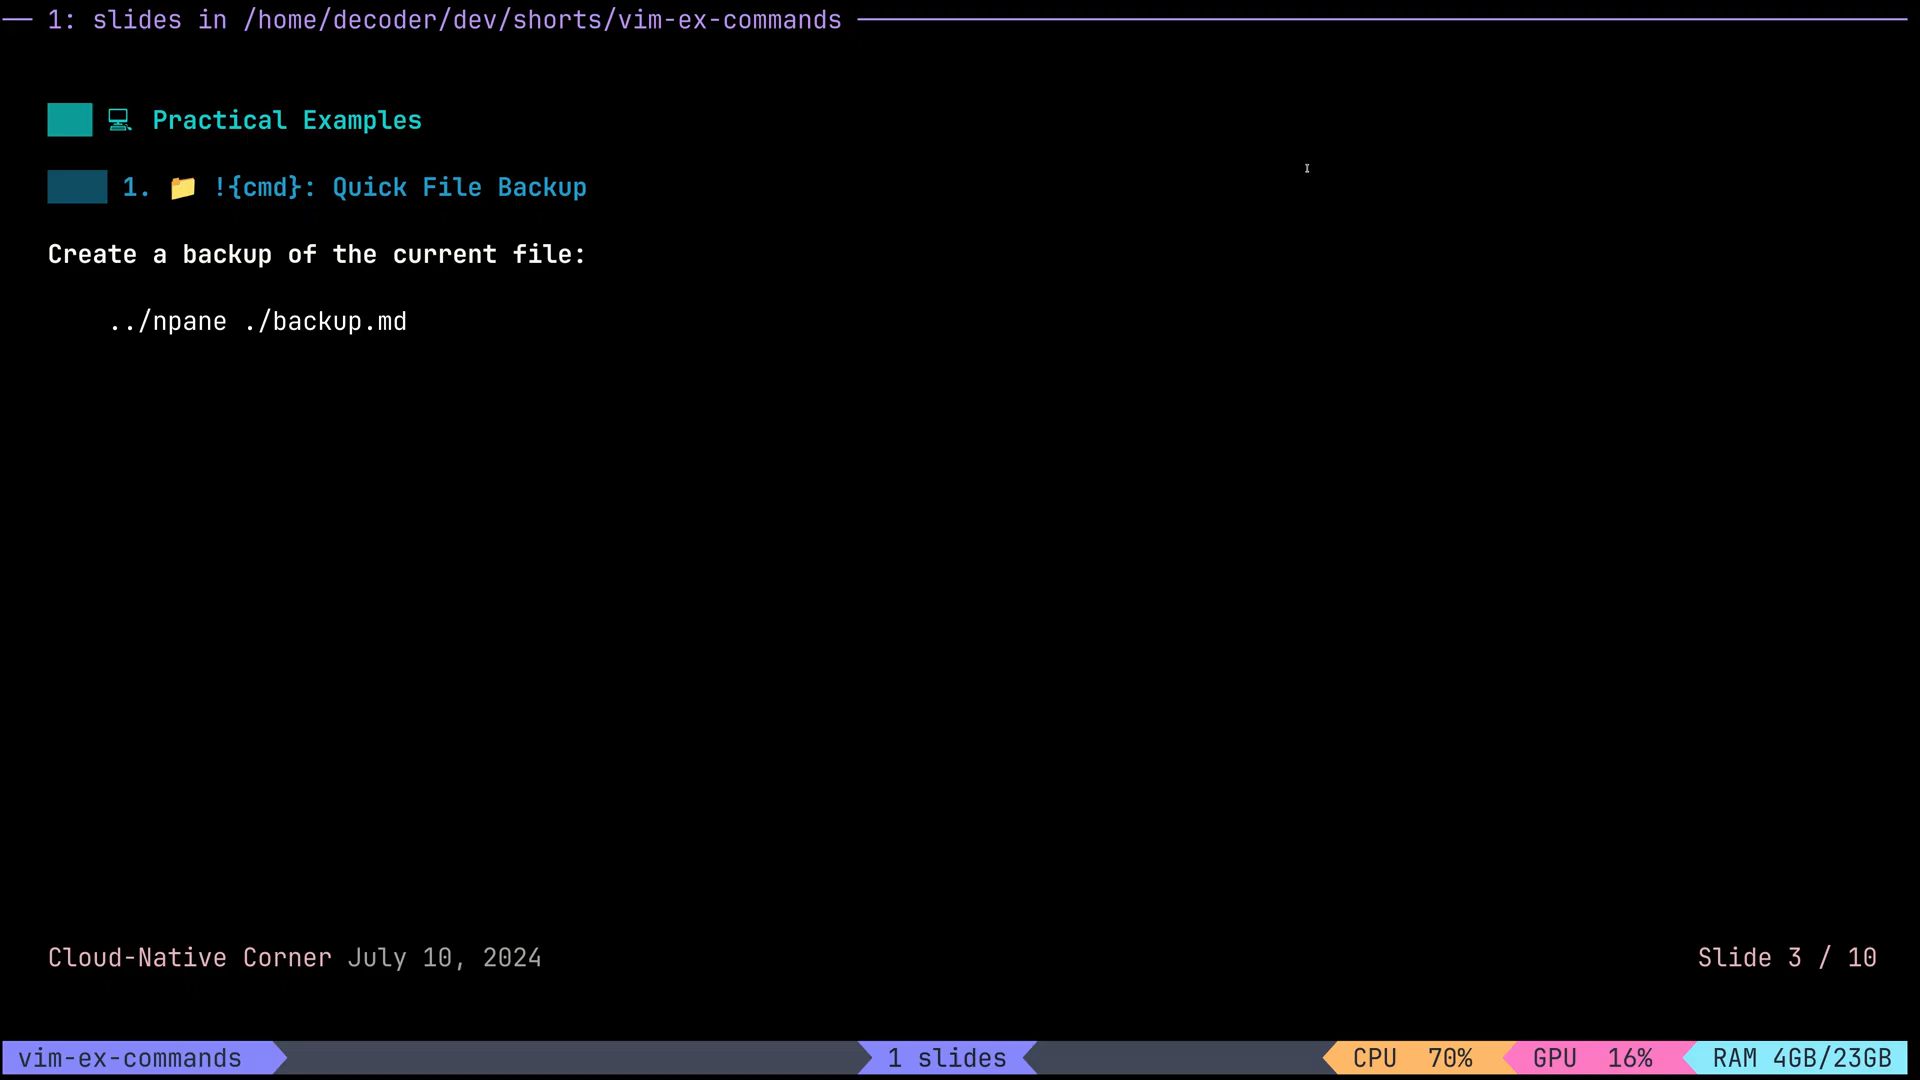 1: slides in /home/decoder/dev/shorts/vim-ex-commands
Practical Examples
1. !{cmd}: Quick File Backup
Create a backup of the current file:
../npane ./backup.md
Cloud-Native Corner July 10, 2024
Slide 3 / 10
vim-ex-commands
1 slides
CPU 70%
GPU 16%
RAM 4GB/23GB